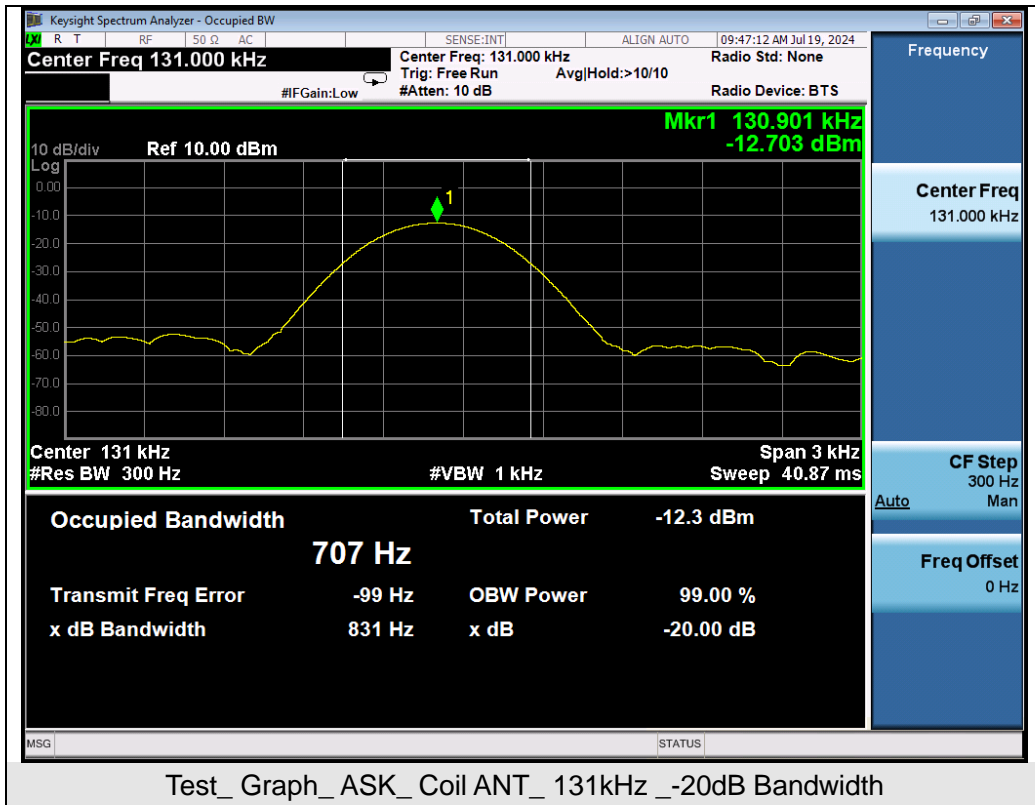 Keysight Spectrum Analyzer - Occupied BW
LXI R T RF 50 Ω AC SENSE:INT ALIGN AUTO 09:47:12 AM Jul 19, 2024
Center Freq 131.000 kHz
Center Freq: 131.000 kHz
Radio Std: None
Trig: Free Run Avg|Hold:>10/10
#IFGain:Low
#Atten: 10 dB
Radio Device: BTS
Mkr1 130.901 kHz
-12.703 dBm
10 dB/div Ref 10.00 dBm
Log
0.00
-10.0
-20.0
-30.0
-40.0
-50.0
-60.0
-70.0
-80.0
1
Center 131 kHz
Span 3 kHz
#Res BW 300 Hz
#VBW 1 kHz
Sweep 40.87 ms
Occupied Bandwidth
Total Power -12.3 dBm
707 Hz
Transmit Freq Error -99 Hz
OBW Power 99.00 %
x dB Bandwidth 831 Hz
x dB -20.00 dB
MSG
STATUS
Frequency
Center Freq
131.000 kHz
CF Step
300 Hz
Auto Man
Freq Offset
0 Hz
Test_ Graph_ ASK_ Coil ANT_ 131kHz _-20dB Bandwidth